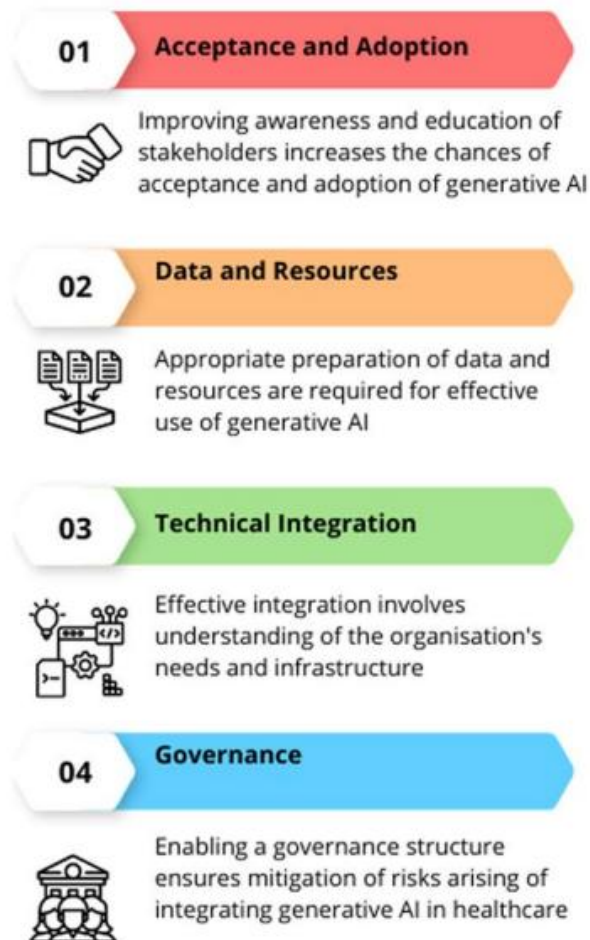 01
Acceptance and Adoption
Improving awareness and education of
stakeholders increases the chances of
acceptance and adoption of generative AI
02
Data and Resources
Appropriate preparation of data and
resources are required for effective
use of generative AI
03
Technical Integration
Effective integration involves
understanding of the organisation's
needs and infrastructure
04
Governance
Enabling a governance structure
ensures mitigation of risks arising of
integrating generative AI in healthcare